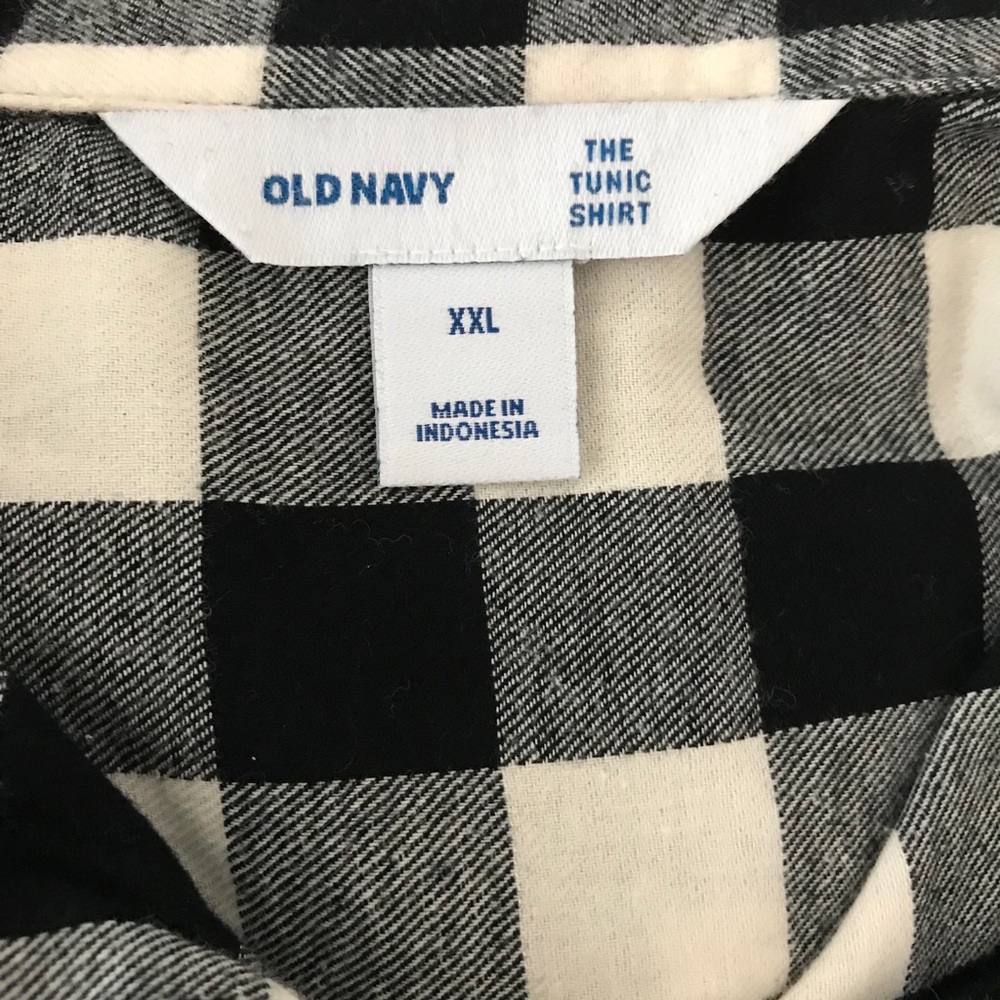 OLD NAVY
THE
TUNIC
SHIRT
XXL
MADE IN
INDONESIA